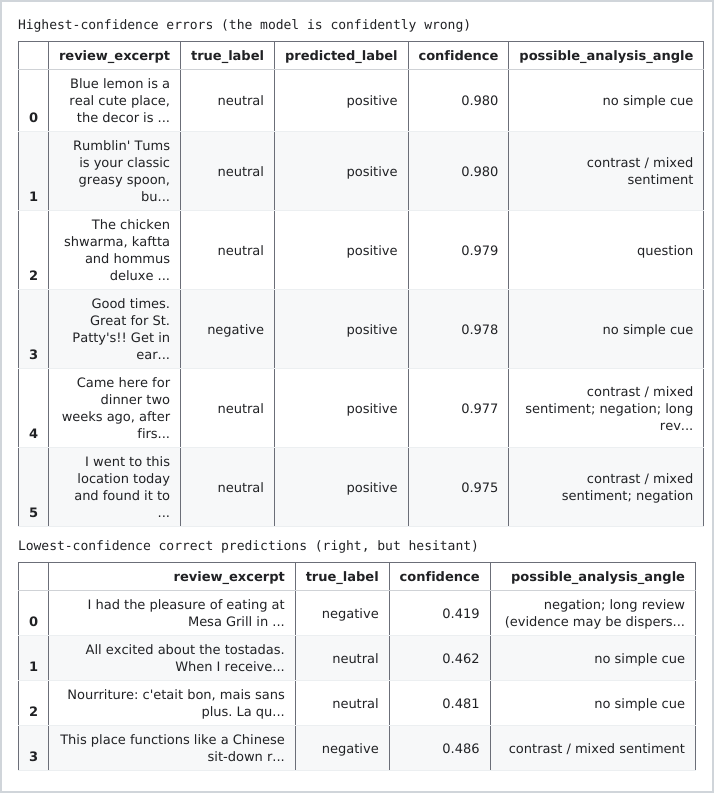 Highest-confidence errors (the model is confidently wrong)
review_excerpt true_label predicted_label confidence possible_analysis_angle
Blue lemon is a
real cute place,
the decor is ...
0 neutral positive 0.980 no simple cue
Rumblin' Tums
is your classic
greasy spoon,
bu...
1 neutral positive 0.980 contrast / mixed
sentiment
The chicken
shwarma, kaftta
and hommus
deluxe ...
2 neutral positive 0.979 question
Good times.
Great for St.
Patty's!! Get in
ear...
3 negative positive 0.978 no simple cue
Came here for
dinner two
weeks ago, after
firs...
4 neutral positive 0.977 contrast / mixed
sentiment; negation; long
rev...
I went to this
location today
and found it to
...
5 neutral positive 0.975 contrast / mixed
sentiment; negation
Lowest-confidence correct predictions (right, but hesitant)
review_excerpt true_label confidence possible_analysis_angle
I had the pleasure of eating at
Mesa Grill in ...
0 negative 0.419 negation; long review
(evidence may be dispers...
All excited about the tostadas.
When I receive...
1 neutral 0.462 no simple cue
Nourriture: c'etait bon, mais sans
plus. La qu...
2 neutral 0.481 no simple cue
This place functions like a Chinese
sit-down r...
3 negative 0.486 contrast / mixed sentiment